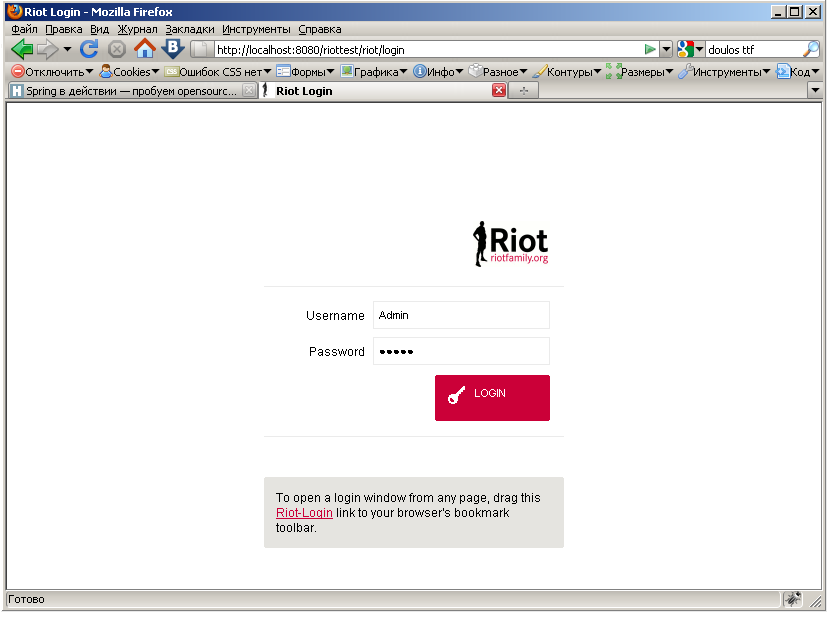 Riot Login - Mozilla Firefox
Файл Правка Вид Журнал Закладки Инструменты Справка
B http://localhost:8080/riottest/riot/login doulos ttf
Отключить Cookies Ошибок CSS нет Формы Графика Инфо Разное Контуры Размеры Инструменты Код
H Spring в действии — пробуем opensourc... Riot Login
Riot
riotfamily.org
Username Admin
Password •••••
LOGIN
To open a login window from any page, drag this
Riot-Login link to your browser's bookmark
toolbar.
Готово